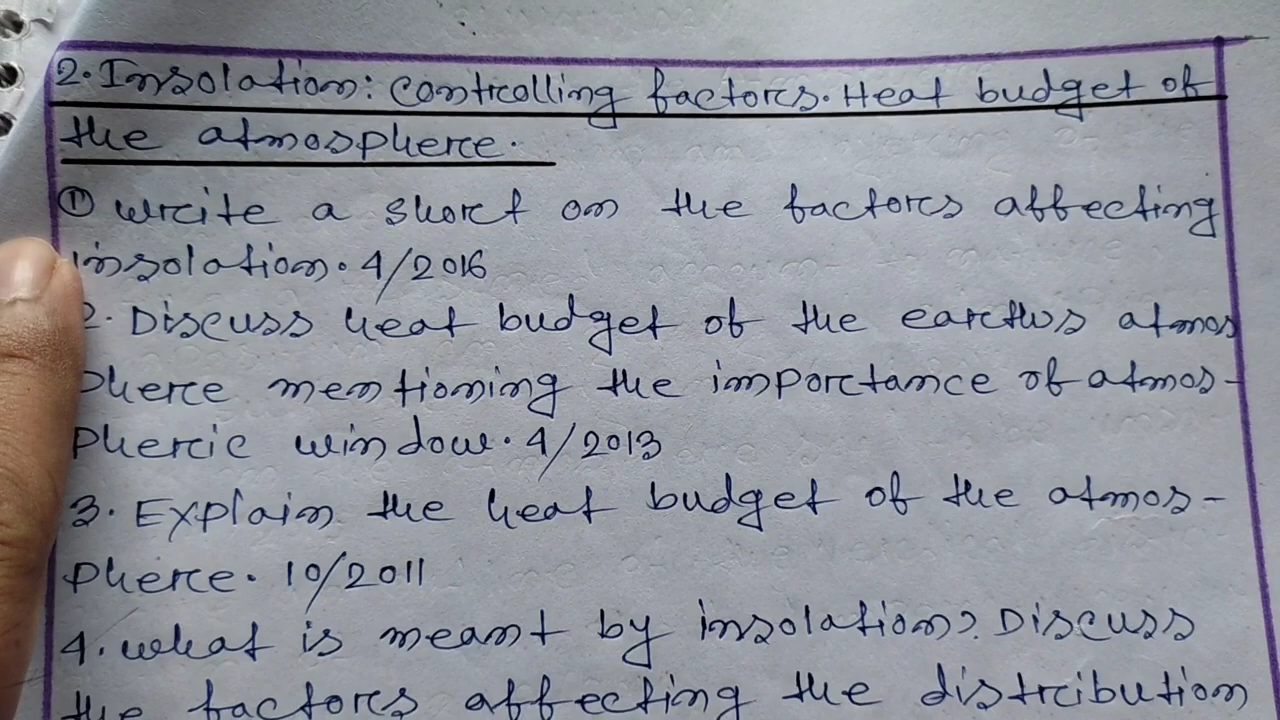 2. Insolation: Controlling factors. Heat budget of
the atmosphere.
① Write a short on the factors affecting
insolation. 4/2016
2. Discuss heat budget of the earths atmos
phere mentioning the importance of atmos-
pheric window. 4/2013
3. Explain the heat budget of the atmos-
phere. 10/2011
4. What is meant by insolation? Discuss
the factors affecting the distribution